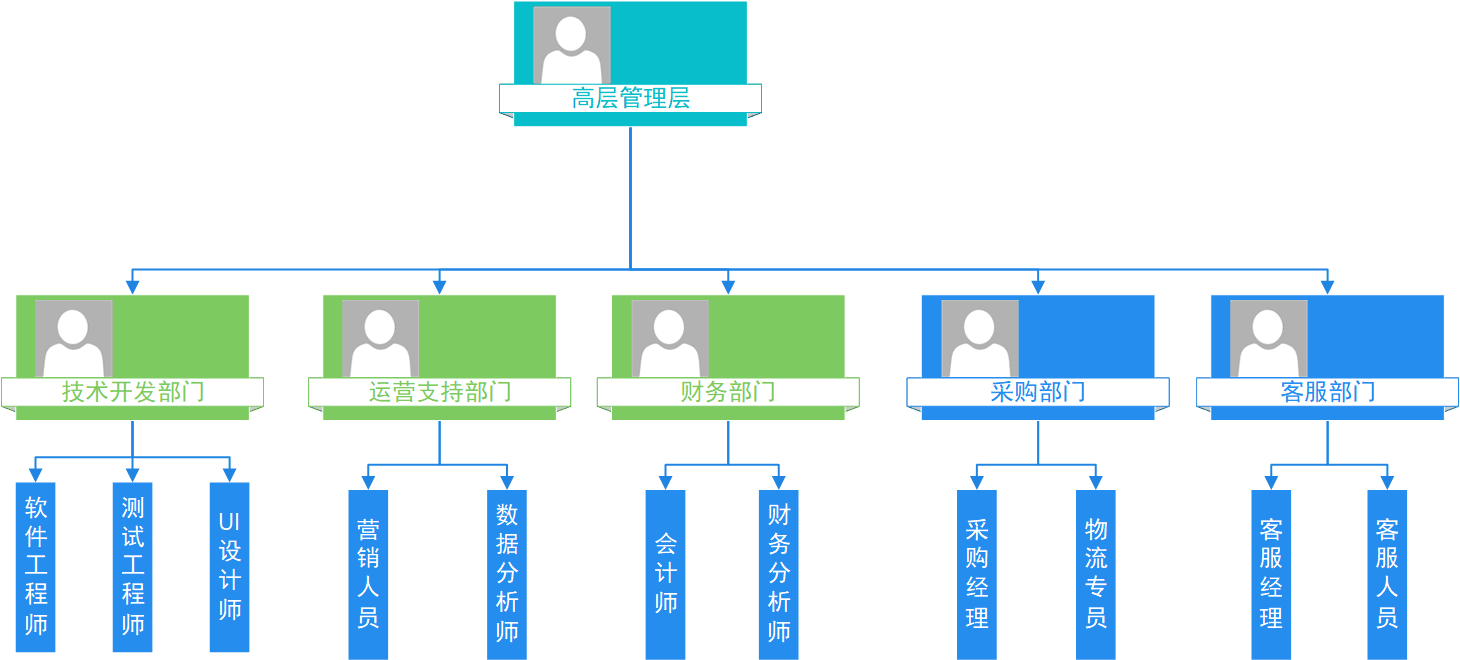 高层管理层
技术开发部门
运营支持部门
财务部门
采购部门
客服部门
软件工程师
测试工程师
UI设计师
营销人员
数据分析师
会计师
财务分析师
采购经理
物流专员
客服经理
客服人员